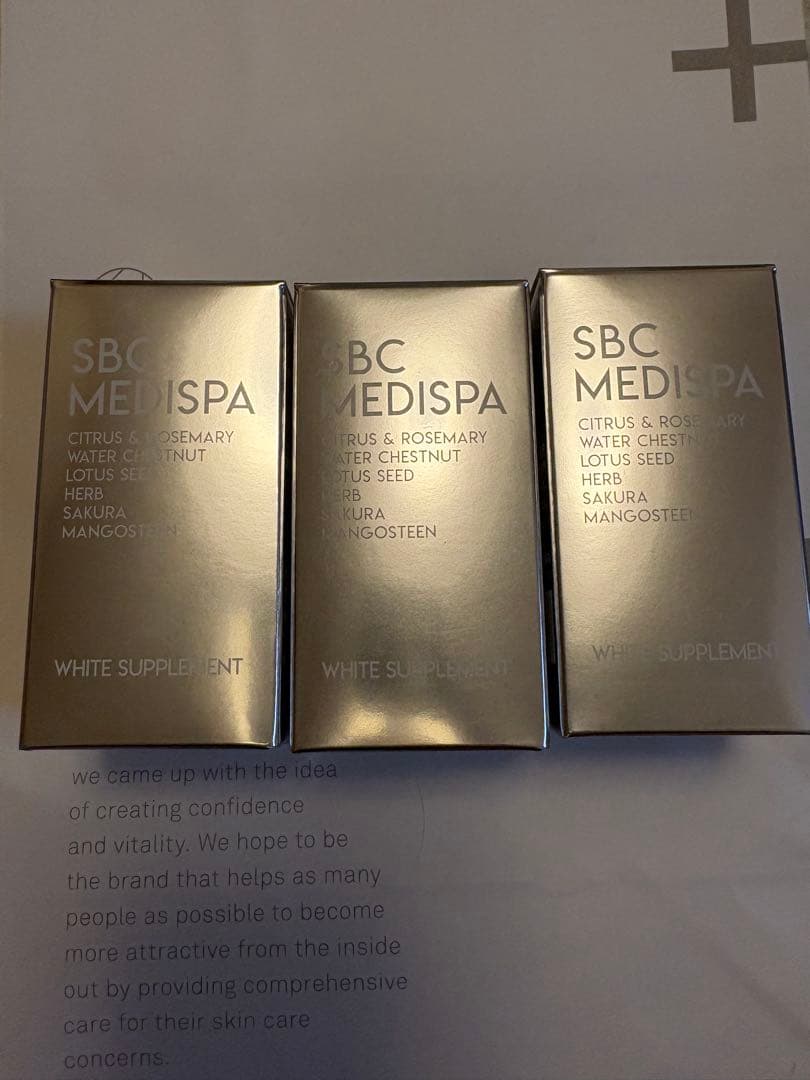 SBC
MEDISPA
CITRUS & ROSEMARY
WATER CHESTNUT
LOTUS SEED
HERB
SAKURA
MANGOSTEEN
WHITE SUPPLEMENT
SBC
MEDISPA
CITRUS & ROSEMARY
WATER CHESTNUT
LOTUS SEED
HERB
SAKURA
MANGOSTEEN
WHITE SUPPLEMENT
SBC
MEDISPA
CITRUS & ROSEMARY
WATER CHESTNUT
LOTUS SEED
HERB
SAKURA
MANGOSTEEN
WHITE SUPPLEMENT
we came up with the idea
of creating confidence
and vitality. We hope to be
the brand that helps as many
people as possible to become
more attractive from the inside
out by providing comprehensive
care for their skin care
concerns.